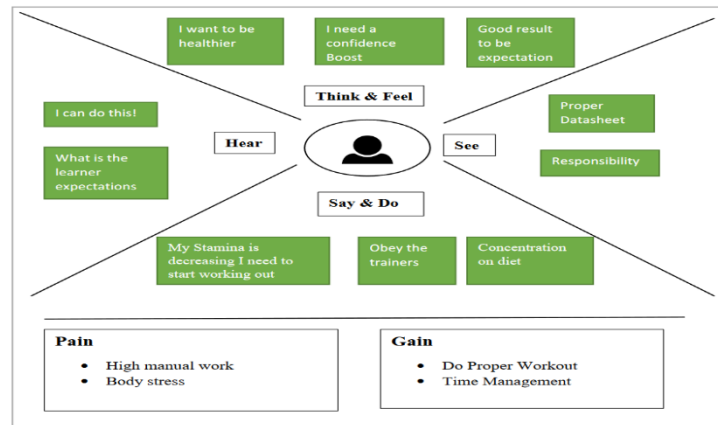 I want to be
healthier
I need a
confidence
Boost
Good result
to be
expectation
Think & Feel
I can do this!
What is the
learner
expectations
Hear
See
Proper
Datasheet
Responsibility
Say & Do
My Stamina is
decreasing I need to
start working out
Obey the
trainers
Concentration
on diet
Pain
• High manual work
• Body stress
Gain
• Do Proper Workout
• Time Management